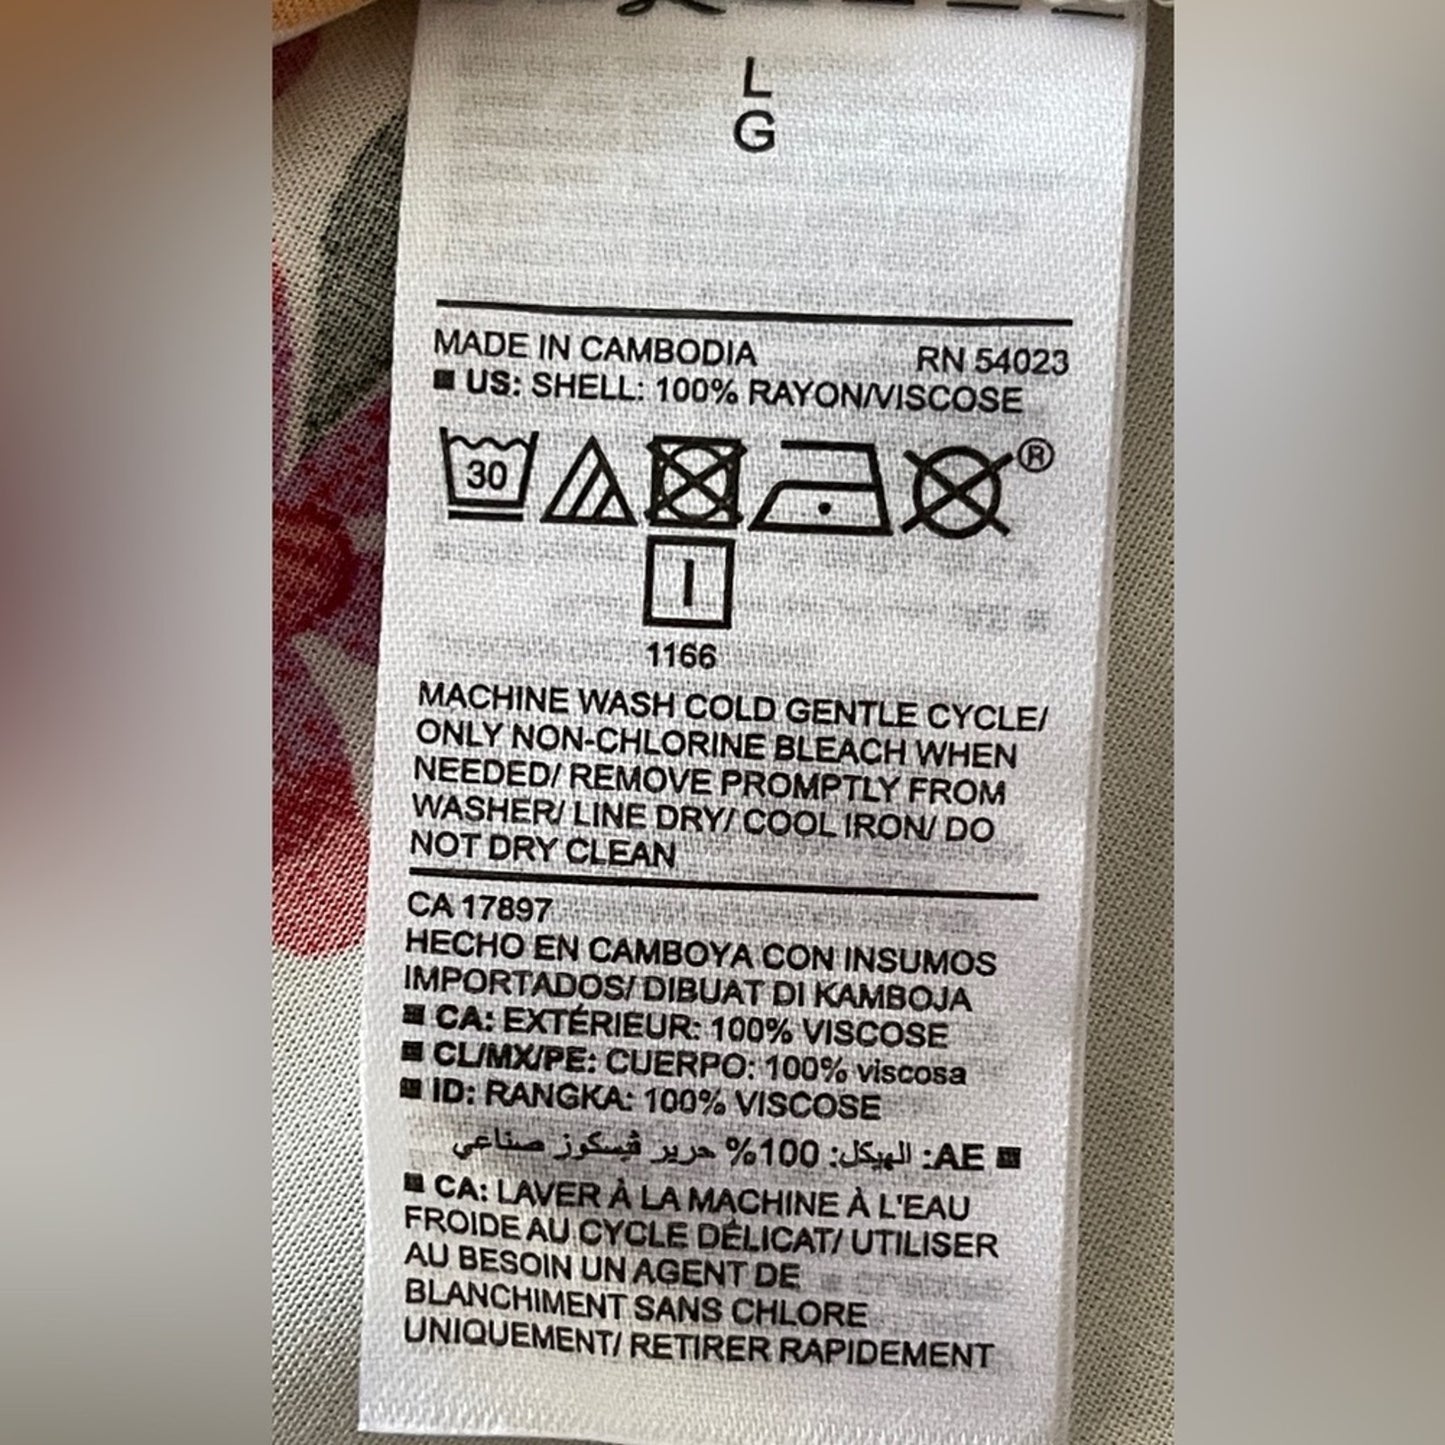 L
G
MADE IN CAMBODIA RN 54023
■ US: SHELL: 100% RAYON/VISCOSE
30 ®
I
1166
MACHINE WASH COLD GENTLE CYCLE/
ONLY NON-CHLORINE BLEACH WHEN
NEEDED/ REMOVE PROMPTLY FROM
WASHER/ LINE DRY/ COOL IRON/ DO
NOT DRY CLEAN
CA 17897
HECHO EN CAMBOYA CON INSUMOS
IMPORTADOS/ DIBUAT DI KAMBOJA
■ CA: EXTÉRIEUR: 100% VISCOSE
■ CL/MX/PE: CUERPO: 100% viscosa
■ ID: RANGKA: 100% VISCOSE
■ AE: الهيكل: 100% حرير ڤيسكوز صناعي
■ CA: LAVER À LA MACHINE À L'EAU
FROIDE AU CYCLE DÉLICAT/ UTILISER
AU BESOIN UN AGENT DE
BLANCHIMENT SANS CHLORE
UNIQUEMENT/ RETIRER RAPIDEMENT